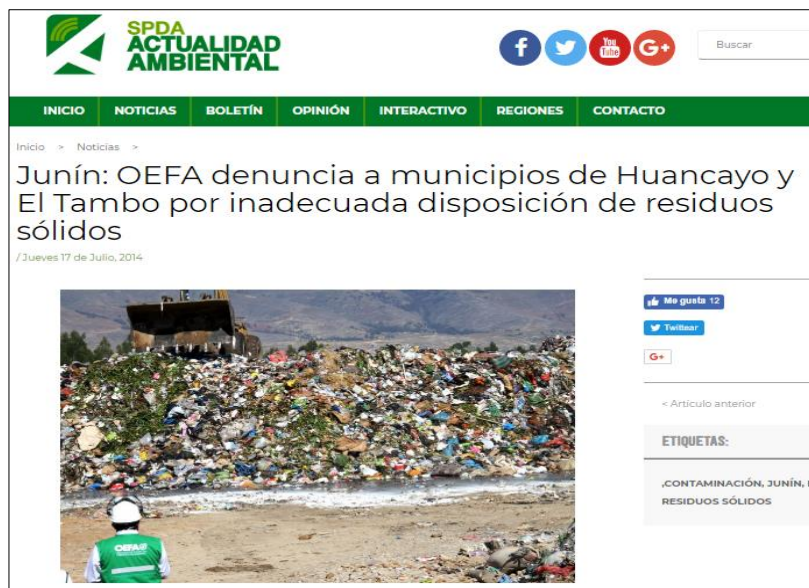 SPDA
ACTUALIDAD
AMBIENTAL
You
Tube
G+
Buscar
INICIO NOTICIAS BOLETÍN OPINIÓN INTERACTIVO REGIONES CONTACTO
Inicio > Noticias >
Junín: OEFA denuncia a municipios de Huancayo y
El Tambo por inadecuada disposición de residuos
sólidos
/ Jueves 17 de Julio, 2014
Me gusta 12
Twittear
G+
< Artículo anterior
ETIQUETAS:
,CONTAMINACIÓN, JUNÍN,
RESIDUOS SÓLIDOS
OEFA